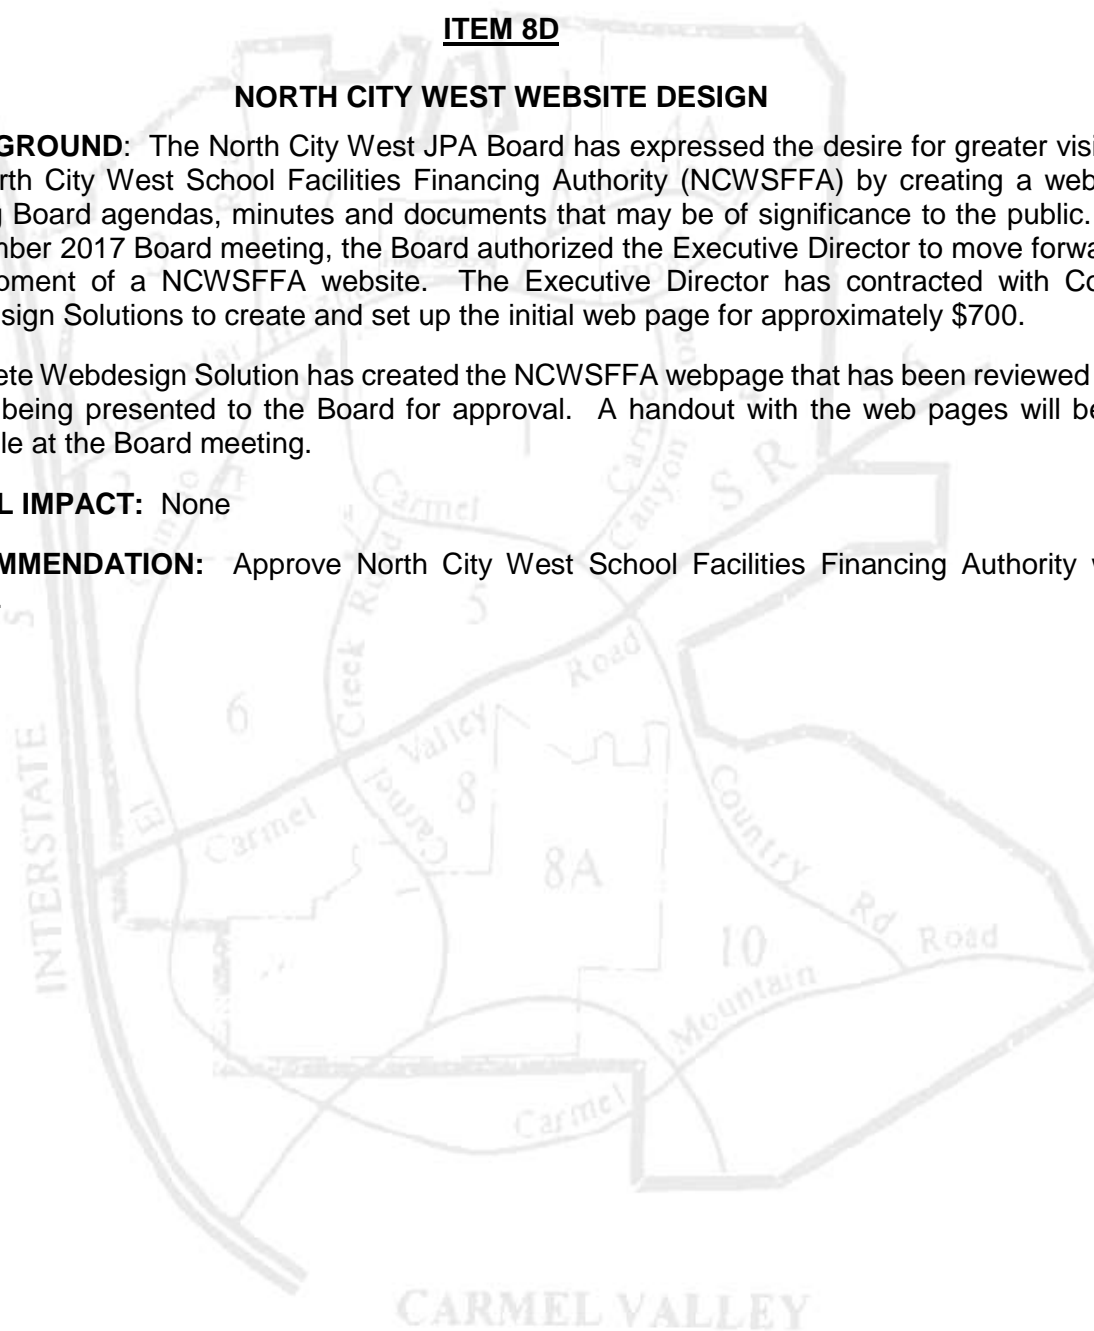 ITEM 8D
NORTH CITY WEST WEBSITE DESIGN
GROUND: The North City West JPA Board has expressed the desire for greater visi
rth City West School Facilities Financing Authority (NCWSFFA) by creating a web
g Board agendas, minutes and documents that may be of significance to the public.
mber 2017 Board meeting, the Board authorized the Executive Director to move forwa
pment of a NCWSFFA website. The Executive Director has contracted with Co
sign Solutions to create and set up the initial web page for approximately $700.
ete Webdesign Solution has created the NCWSFFA webpage that has been reviewed
being presented to the Board for approval. A handout with the web pages will be
le at the Board meeting.
L IMPACT: None
MMENDATION: Approve North City West School Facilities Financing Authority
4A
1
S R
Carmel
Canyon
Carmel
Creek Road
5
5
Road
Valley
Carmel
6
8
Carmel
8A
Country
Rd
Road
10
Mountain
Carmel
El
INTERSTATE
CARMEL VALLEY